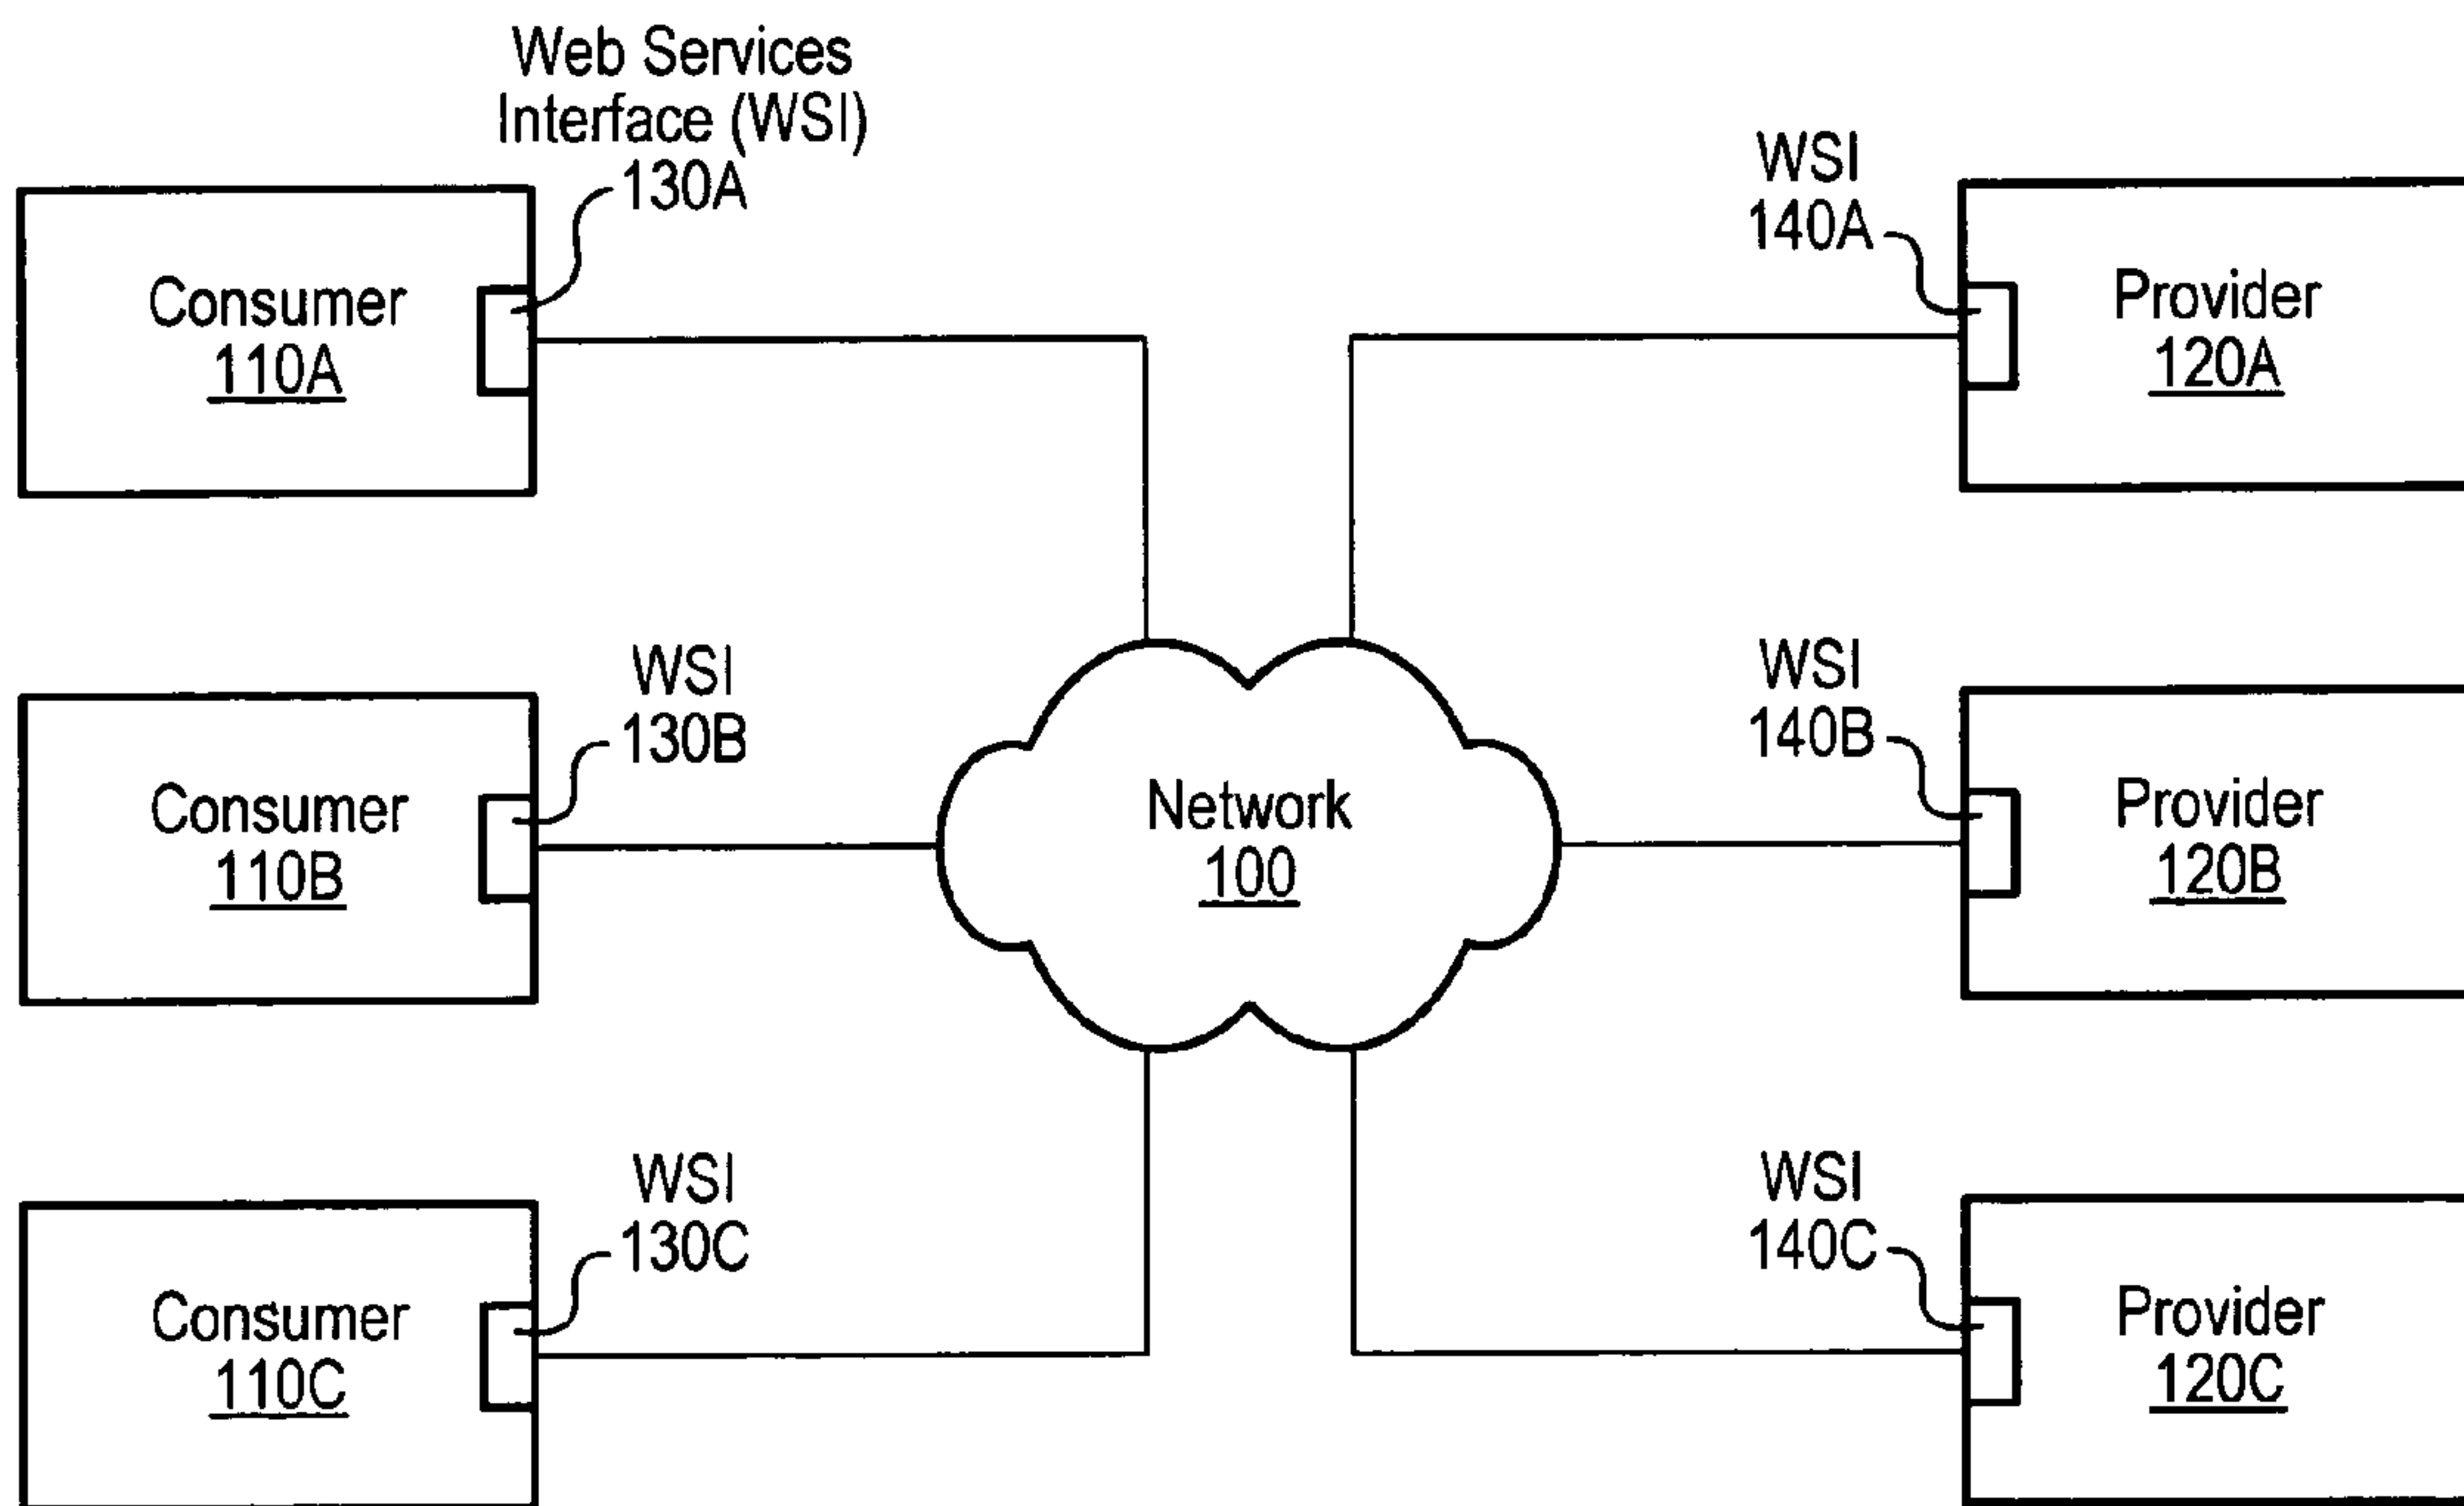 Web Services
Interface (WSI)
130A
Consumer
110A
WSI
140A
Provider
120A
WSI
130B
Consumer
110B
Network
100
WSI
140B
Provider
120B
WSI
130C
Consumer
110C
WSI
140C
Provider
120C